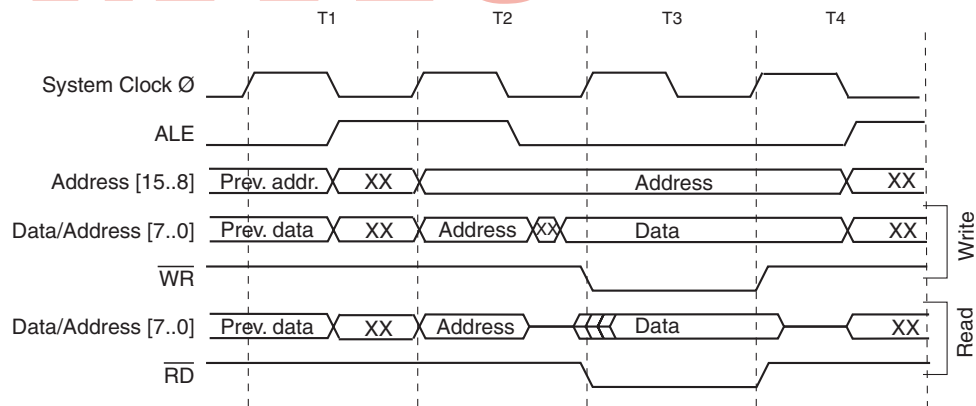 T1 T2 T3 T4
System Clock Ø
ALE
Address [15..8] Prev. addr. XX Address XX
Data/Address [7..0] Prev. data XX Address XX Data XX
WR
Write
Data/Address [7..0] Prev. data XX Address Data XX
RD
Read